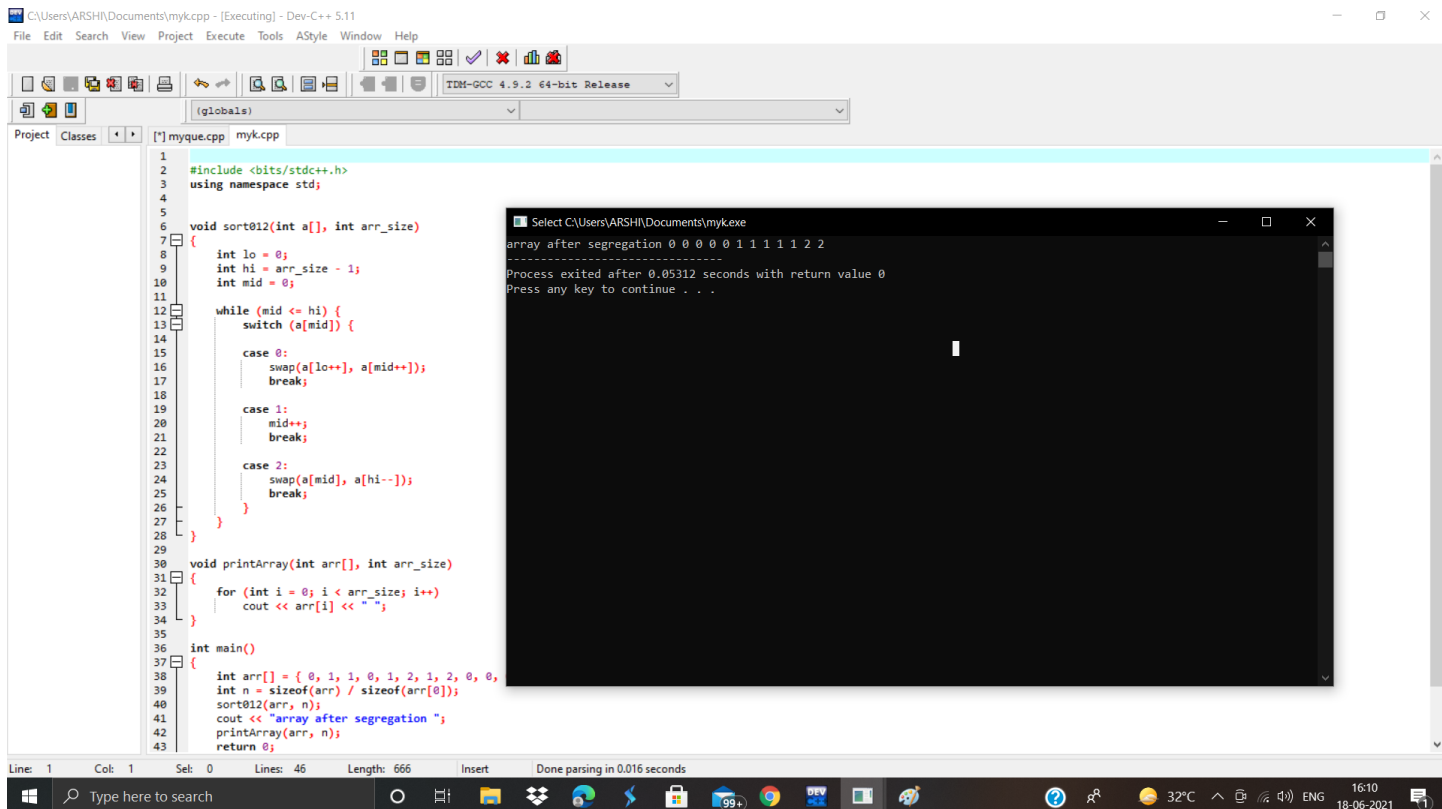 C:\Users\ARSHI\Documents\myk.cpp - [Executing] - Dev-C++ 5.11
File Edit Search View Project Execute Tools AStyle Window Help
TDM-GCC 4.9.2 64-bit Release
(globals)
Project Classes [*] myque.cpp myk.cpp
1
2 #include <bits/stdc++.h>
3 using namespace std;
4
5
6 void sort012(int a[], int arr_size)
7 {
8 int lo = 0;
9 int hi = arr_size - 1;
10 int mid = 0;
11
12 while (mid <= hi) {
13 switch (a[mid]) {
14
15 case 0:
16 swap(a[lo++], a[mid++]);
17 break;
18
19 case 1:
20 mid++;
21 break;
22
23 case 2:
24 swap(a[mid], a[hi--]);
25 break;
26 }
27 }
28 }
29
30 void printArray(int arr[], int arr_size)
31 {
32 for (int i = 0; i < arr_size; i++)
33 cout << arr[i] << " ";
34 }
35
36 int main()
37 {
38 int arr[] = { 0, 1, 1, 0, 1, 2, 1, 2, 0, 0,
39 int n = sizeof(arr) / sizeof(arr[0]);
40 sort012(arr, n);
41 cout << "array after segregation ";
42 printArray(arr, n);
43 return 0;
Select C:\Users\ARSHI\Documents\myk.exe
array after segregation 0 0 0 0 0 1 1 1 1 1 2 2
--------------------------------
Process exited after 0.05312 seconds with return value 0
Press any key to continue . . .
Line: 1 Col: 1 Sel: 0 Lines: 46 Length: 666 Insert Done parsing in 0.016 seconds
Type here to search
99+
DEV
32°C
ENG
16:10
18-06-2021
1